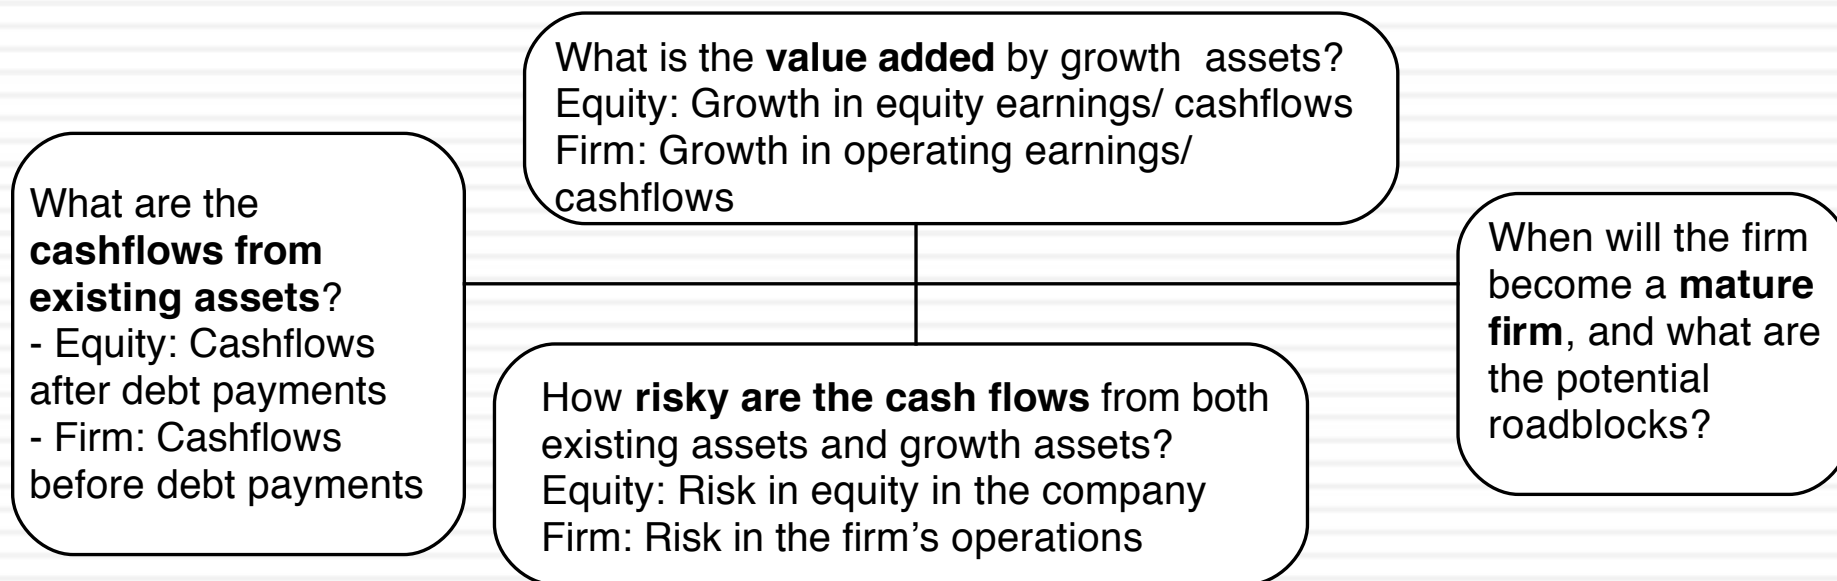 What is the value added by growth assets?
Equity: Growth in equity earnings/ cashflows
Firm: Growth in operating earnings/
cashflows
What are the
cashflows from
existing assets?
- Equity: Cashflows
after debt payments
- Firm: Cashflows
before debt payments
How risky are the cash flows from both
existing assets and growth assets?
Equity: Risk in equity in the company
Firm: Risk in the firm’s operations
When will the firm
become a mature
firm, and what are
the potential
roadblocks?